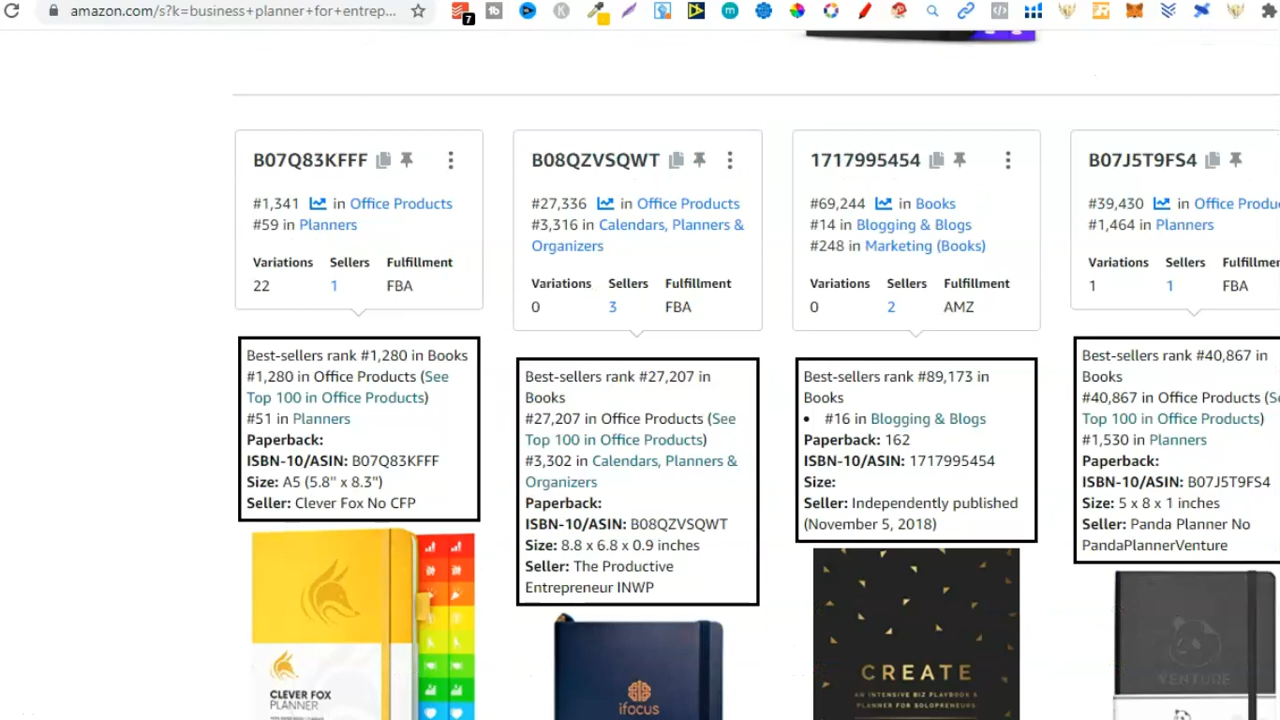 amazon.com/s?k=business+planner+for+entrep...
7
B07Q83KFFF
#1,341 in Office Products
#59 in Planners
Variations Sellers Fulfillment
22 1 FBA
Best-sellers rank #1,280 in Books
#1,280 in Office Products (See
Top 100 in Office Products)
#51 in Planners
Paperback:
ISBN-10/ASIN: B07Q83KFFF
Size: A5 (5.8" x 8.3")
Seller: Clever Fox No CFP
CLEVER FOX
PLANNER
B08QZVSQWT
#27,336 in Office Products
#3,316 in Calendars, Planners &
Organizers
Variations Sellers Fulfillment
0 3 FBA
Best-sellers rank #27,207 in
Books
#27,207 in Office Products (See
Top 100 in Office Products)
#3,302 in Calendars, Planners &
Organizers
Paperback:
ISBN-10/ASIN: B08QZVSQWT
Size: 8.8 x 6.8 x 0.9 inches
Seller: The Productive
Entrepreneur INWP
ifocus
1717995454
#69,244 in Books
#14 in Blogging & Blogs
#248 in Marketing (Books)
Variations Sellers Fulfillment
0 2 AMZ
Best-sellers rank #89,173 in
Books
• #16 in Blogging & Blogs
Paperback: 162
ISBN-10/ASIN: 1717995454
Size:
Seller: Independently published
(November 5, 2018)
CREATE
AN INTENSIVE BIZ PLAYBOOK &
PLANNER FOR SOLOPRENEURS
B07J5T9FS4
#39,430 in Office Produ
#1,464 in Planners
Variations Sellers Fulfillm
1 1 FBA
Best-sellers rank #40,867 in
Books
#40,867 in Office Products (Se
Top 100 in Office Products)
#1,530 in Planners
Paperback:
ISBN-10/ASIN: B07J5T9FS4
Size: 5 x 8 x 1 inches
Seller: Panda Planner No
PandaPlannerVenture
VENTURE